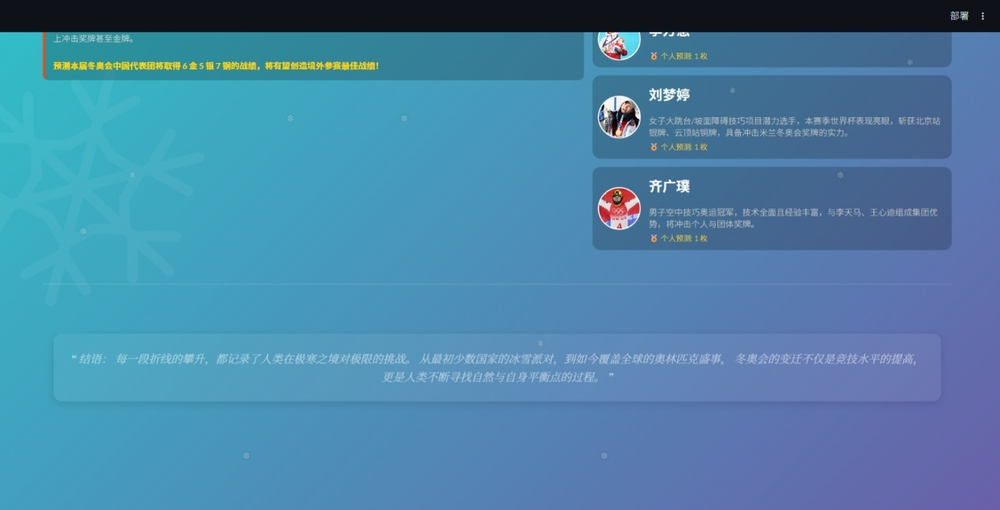 部署
上冲击奖牌甚至金牌。
预测本届冬奥会中国代表团将取得 6 金 5 银 7 铜的战绩，将有望创造境外参赛最佳战绩！
个人预测: 1 枚
刘梦婷
女子大跳台/坡面障碍技巧项目潜力选手，本赛季世界杯表现亮眼，斩获北京站
银牌、云顶站铜牌，具备冲击米兰冬奥会奖牌的实力。
个人预测: 1 枚
齐广璞
男子空中技巧奥运冠军，技术全面且经验丰富，与李天马、王心迪组成集团优
势，将冲击个人与团体奖牌。
个人预测: 1 枚
“ 结语： 每一段折线的攀升，都记录了人类在极寒之境对极限的挑战。 从最初少数国家的冰雪派对，到如今覆盖全球的奥林匹克盛事， 冬奥会的变迁不仅是竞技水平的提高，
更是人类不断寻找自然与自身平衡点的过程。 ”